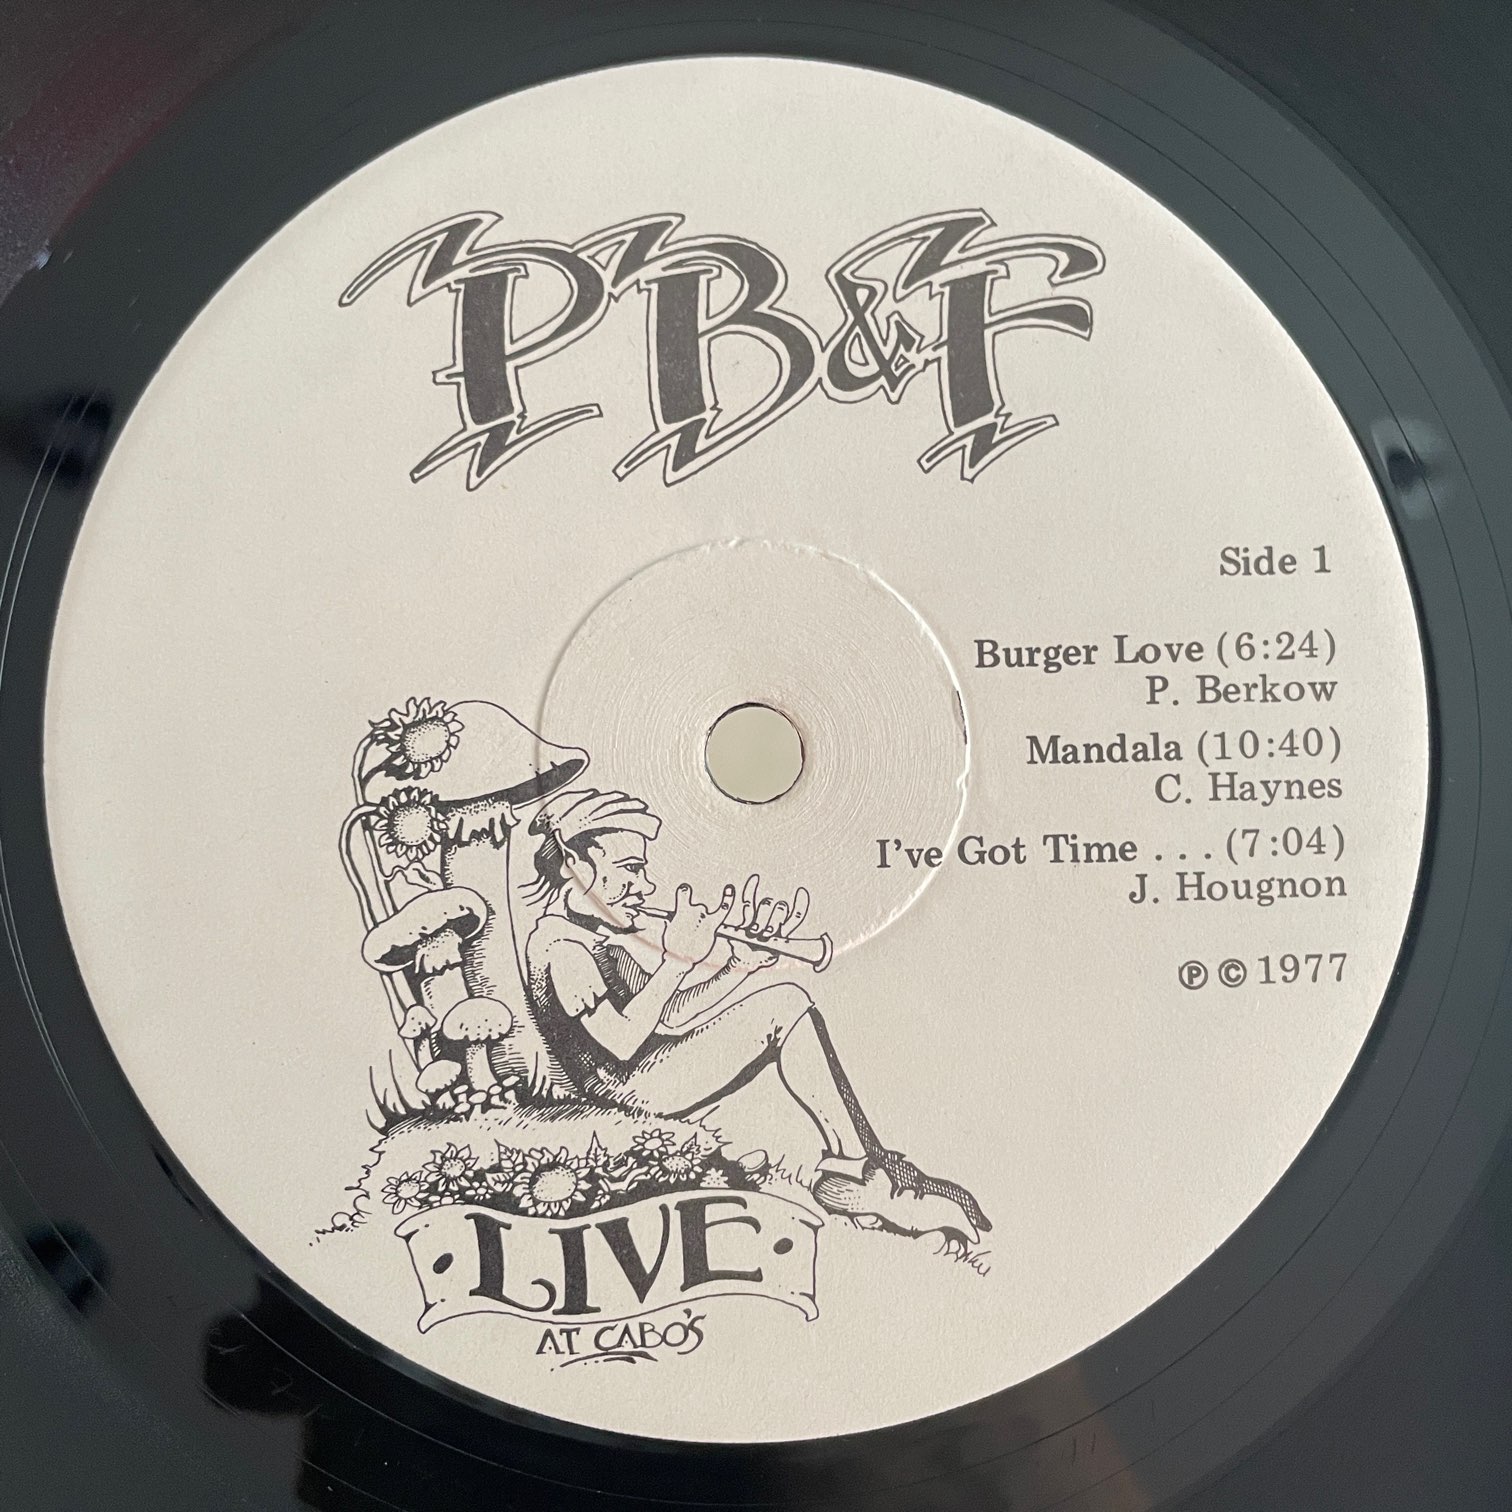 PB&F
Side 1
Burger Love (6:24)
P. Berkow
Mandala (10:40)
C. Haynes
I've Got Time . . . (7:04)
J. Hougnon
℗ © 1977
• LIVE •
AT CABO'S